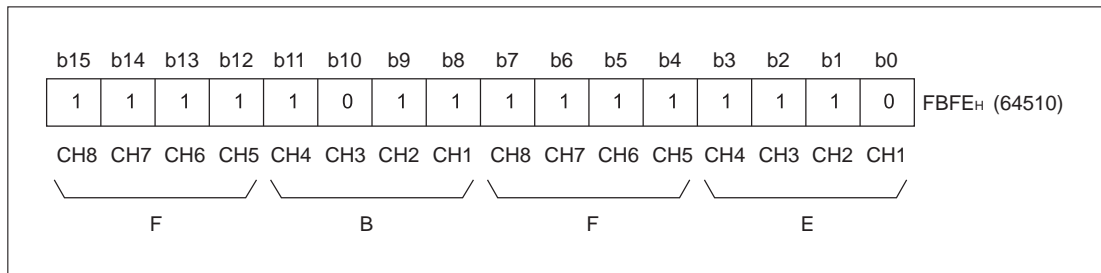 b15 b14 b13 b12 b11 b10 b9 b8 b7 b6 b5 b4 b3 b2 b1 b0
1 1 1 1 1 0 1 1 1 1 1 1 1 1 1 0 FBFEH (64510)
CH8 CH7 CH6 CH5 CH4 CH3 CH2 CH1 CH8 CH7 CH6 CH5 CH4 CH3 CH2 CH1
F B F E